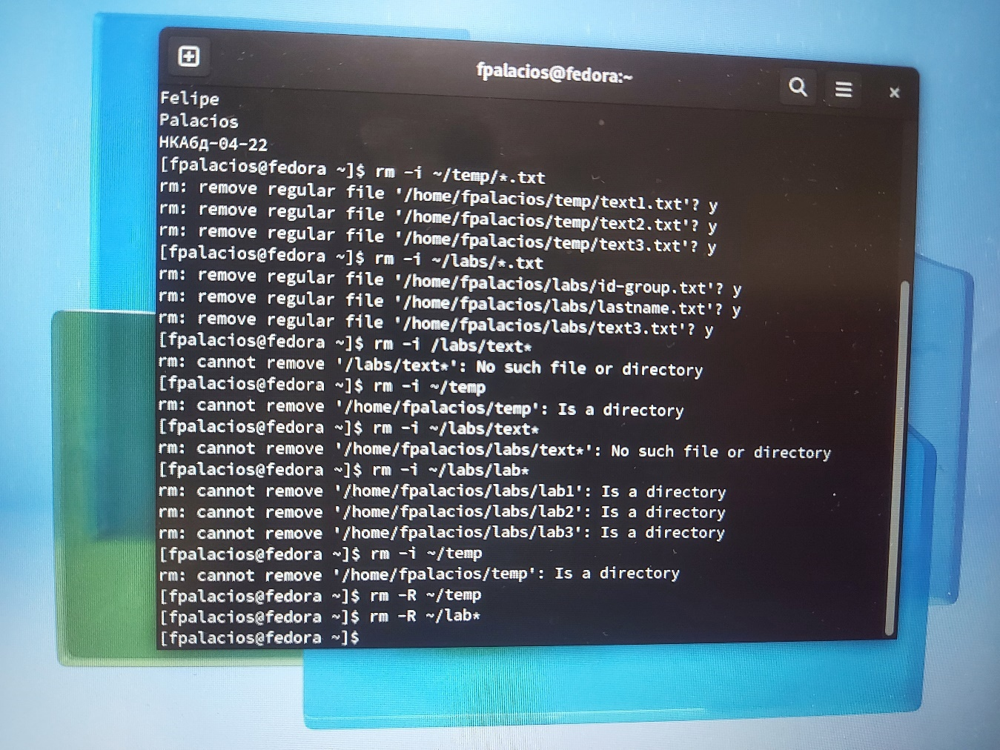 fpalacios@fedora:~
Felipe
Palacios
НКАбд-04-22
[fpalacios@fedora ~]$ rm -i ~/temp/*.txt
rm: remove regular file '/home/fpalacios/temp/text1.txt'? y
rm: remove regular file '/home/fpalacios/temp/text2.txt'? y
rm: remove regular file '/home/fpalacios/temp/text3.txt'? y
[fpalacios@fedora ~]$ rm -i ~/labs/*.txt
rm: remove regular file '/home/fpalacios/labs/id-group.txt'? y
rm: remove regular file '/home/fpalacios/labs/lastname.txt'? y
rm: remove regular file '/home/fpalacios/labs/text3.txt'? y
[fpalacios@fedora ~]$ rm -i /labs/text*
rm: cannot remove '/labs/text*': No such file or directory
[fpalacios@fedora ~]$ rm -i ~/temp
rm: cannot remove '/home/fpalacios/temp': Is a directory
[fpalacios@fedora ~]$ rm -i ~/labs/text*
rm: cannot remove '/home/fpalacios/labs/text*': No such file or directory
[fpalacios@fedora ~]$ rm -i ~/labs/lab*
rm: cannot remove '/home/fpalacios/labs/lab1': Is a directory
rm: cannot remove '/home/fpalacios/labs/lab2': Is a directory
rm: cannot remove '/home/fpalacios/labs/lab3': Is a directory
[fpalacios@fedora ~]$ rm -i ~/temp
rm: cannot remove '/home/fpalacios/temp': Is a directory
[fpalacios@fedora ~]$ rm -R ~/temp
[fpalacios@fedora ~]$ rm -R ~/lab*
[fpalacios@fedora ~]$